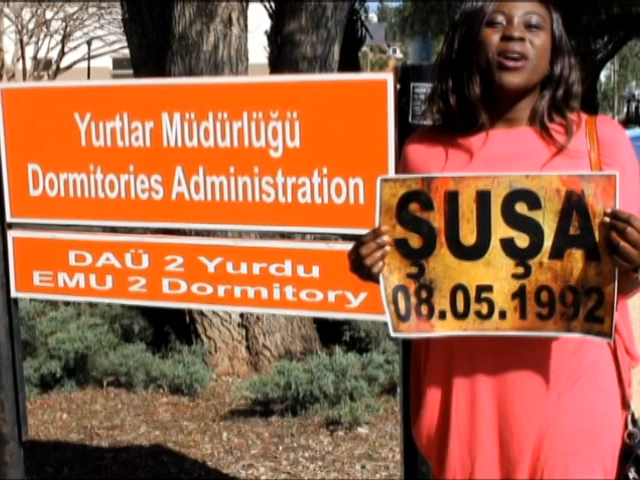 Yurtlar Müdürlüğü
Dormitories Administration
DAÜ 2 Yurdu
EMU 2 Dormitory
ŞUŞA
08.05.1992